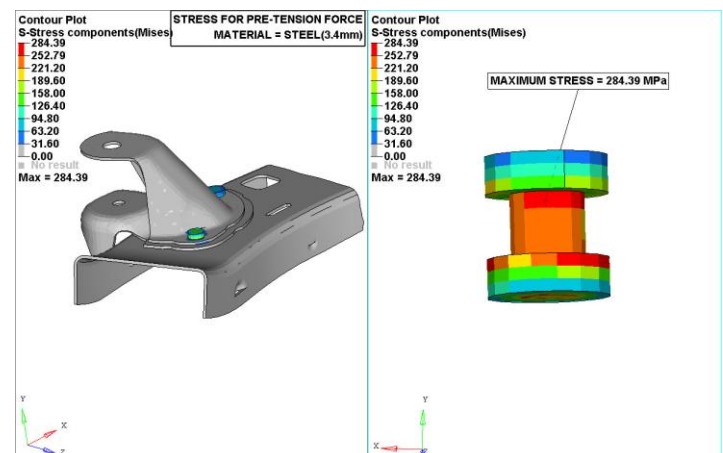 Contour Plot
S-Stress components(Mises)
284.39
252.79
221.20
189.60
158.00
126.40
94.80
63.20
31.60
0.00
No result
Max = 284.39
STRESS FOR PRE-TENSION FORCE
MATERIAL = STEEL(3.4mm)
Y
X
Z
Contour Plot
S-Stress components(Mises)
284.39
252.79
221.20
189.60
158.00
126.40
94.80
63.20
31.60
0.00
No result
Max = 284.39
MAXIMUM STRESS = 284.39 MPa
Y
X